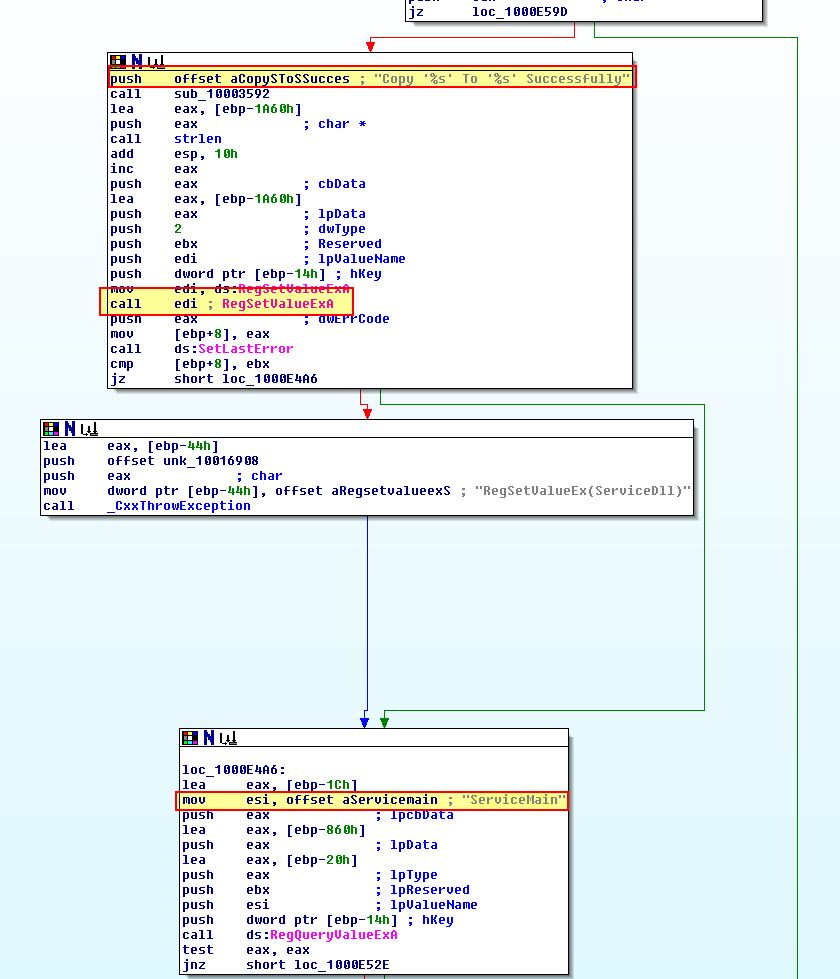 jz loc_1000E59D
push offset aCopySToSSucces ; "Copy '%s' To '%s' Successfully"
call sub_10003592
lea eax, [ebp-1A60h]
push eax ; char *
call strlen
add esp, 10h
inc eax
push eax ; cbData
lea eax, [ebp-1A60h]
push eax ; lpData
push 2 ; dwType
push ebx ; Reserved
push edi ; lpValueName
push dword ptr [ebp-14h] ; hKey
mov edi, ds:RegSetValueExA
call edi ; RegSetValueExA
push eax ; dwErrCode
mov [ebp+8], eax
call ds:SetLastError
cmp [ebp+8], ebx
jz short loc_1000E4A6
lea eax, [ebp-44h]
push offset unk_10016908
push eax ; char
mov dword ptr [ebp-44h], offset aRegsetvalueexS ; "RegSetValueEx(ServiceDll)"
call _CxxThrowException
loc_1000E4A6:
lea eax, [ebp-1Ch]
mov esi, offset aServicemain ; "ServiceMain"
push eax ; lpcbData
lea eax, [ebp-860h]
push eax ; lpData
lea eax, [ebp-20h]
push eax ; lpType
push ebx ; lpReserved
push esi ; lpValueName
push dword ptr [ebp-14h] ; hKey
call ds:RegQueryValueExA
test eax, eax
jnz short loc_1000E52E